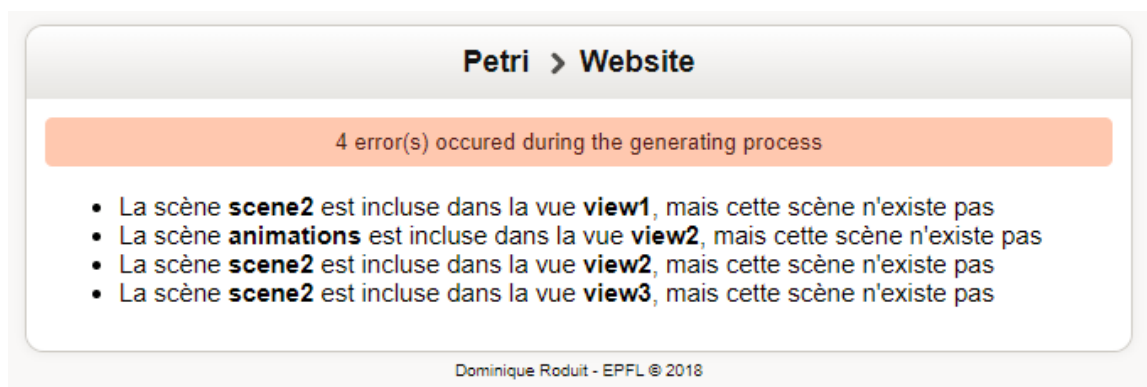 Petri > Website
4 error(s) occured during the generating process
• La scène scene2 est incluse dans la vue view1, mais cette scène n'existe pas
• La scène animations est incluse dans la vue view2, mais cette scène n'existe pas
• La scène scene2 est incluse dans la vue view2, mais cette scène n'existe pas
• La scène scene2 est incluse dans la vue view3, mais cette scène n'existe pas
Dominique Roduit - EPFL © 2018